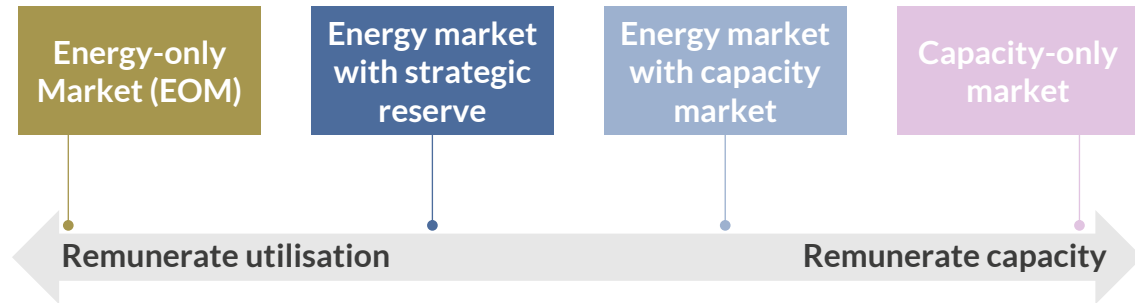 Energy-only
Market (EOM)
Energy market
with strategic
reserve
Energy market
with capacity
market
Capacity-only
market
Remunerate utilisation
Remunerate capacity